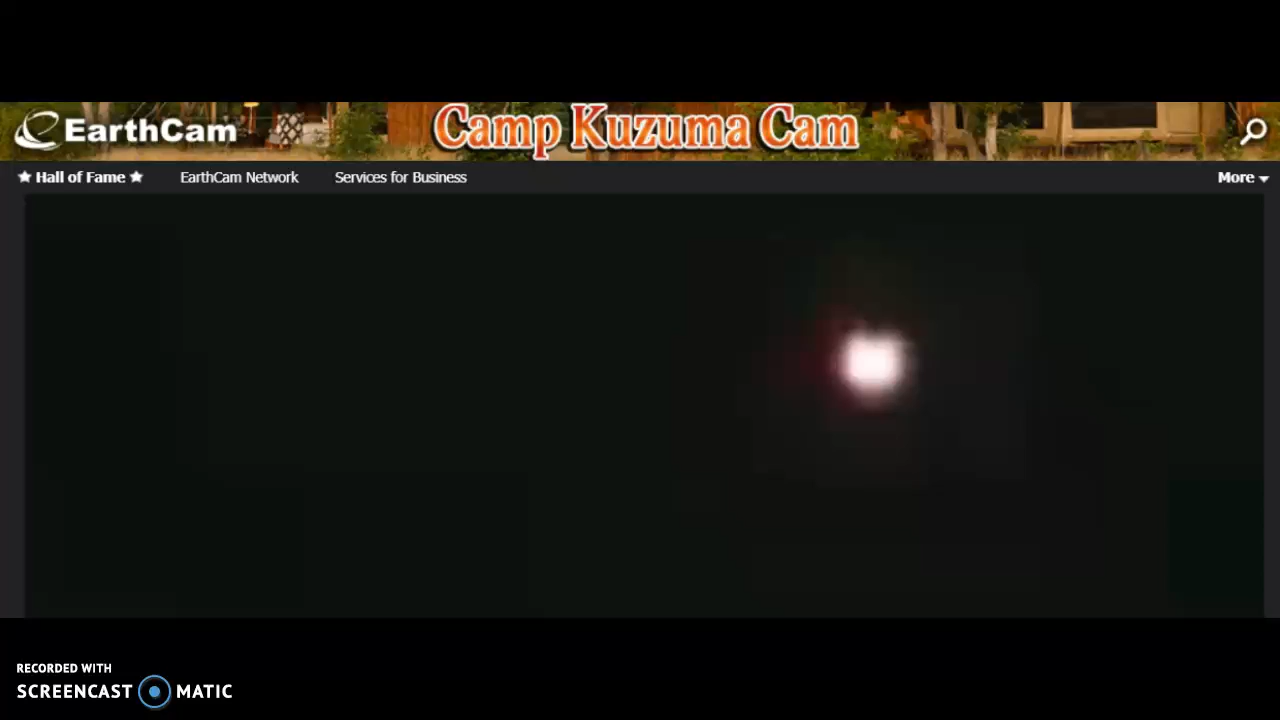 EarthCam
Camp Kuzuma Cam
Hall of Fame EarthCam Network Services for Business More
RECORDED WITH
SCREENCAST MATIC